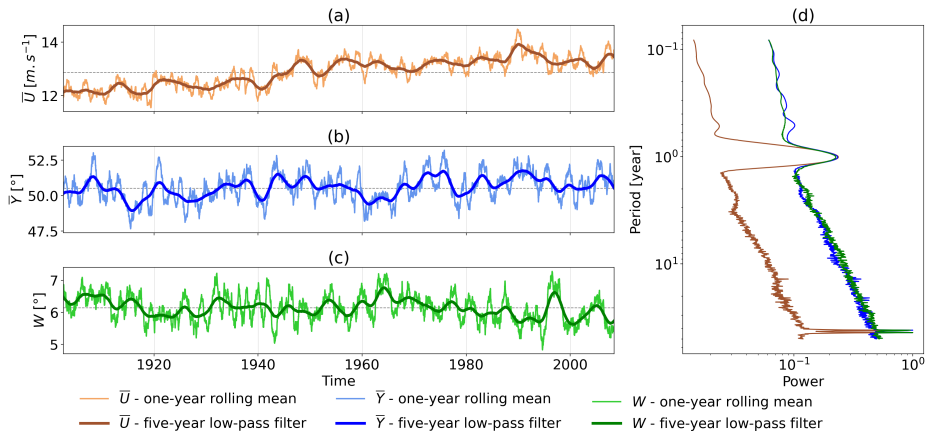 (a)
14
12
U̅ [m. s⁻¹]
(b)
52.5
50.0
47.5
Y̅ [°]
(c)
7
6
5
W [°]
1920 1940 1960 1980 2000
Time
(d)
10⁻¹
10⁰
10¹
Period [year]
10⁻¹ 10⁰
Power
U̅ - one-year rolling mean Y̅ - one-year rolling mean W - one-year rolling mean
U̅ - five-year low-pass filter Y̅ - five-year low-pass filter W - five-year low-pass filter